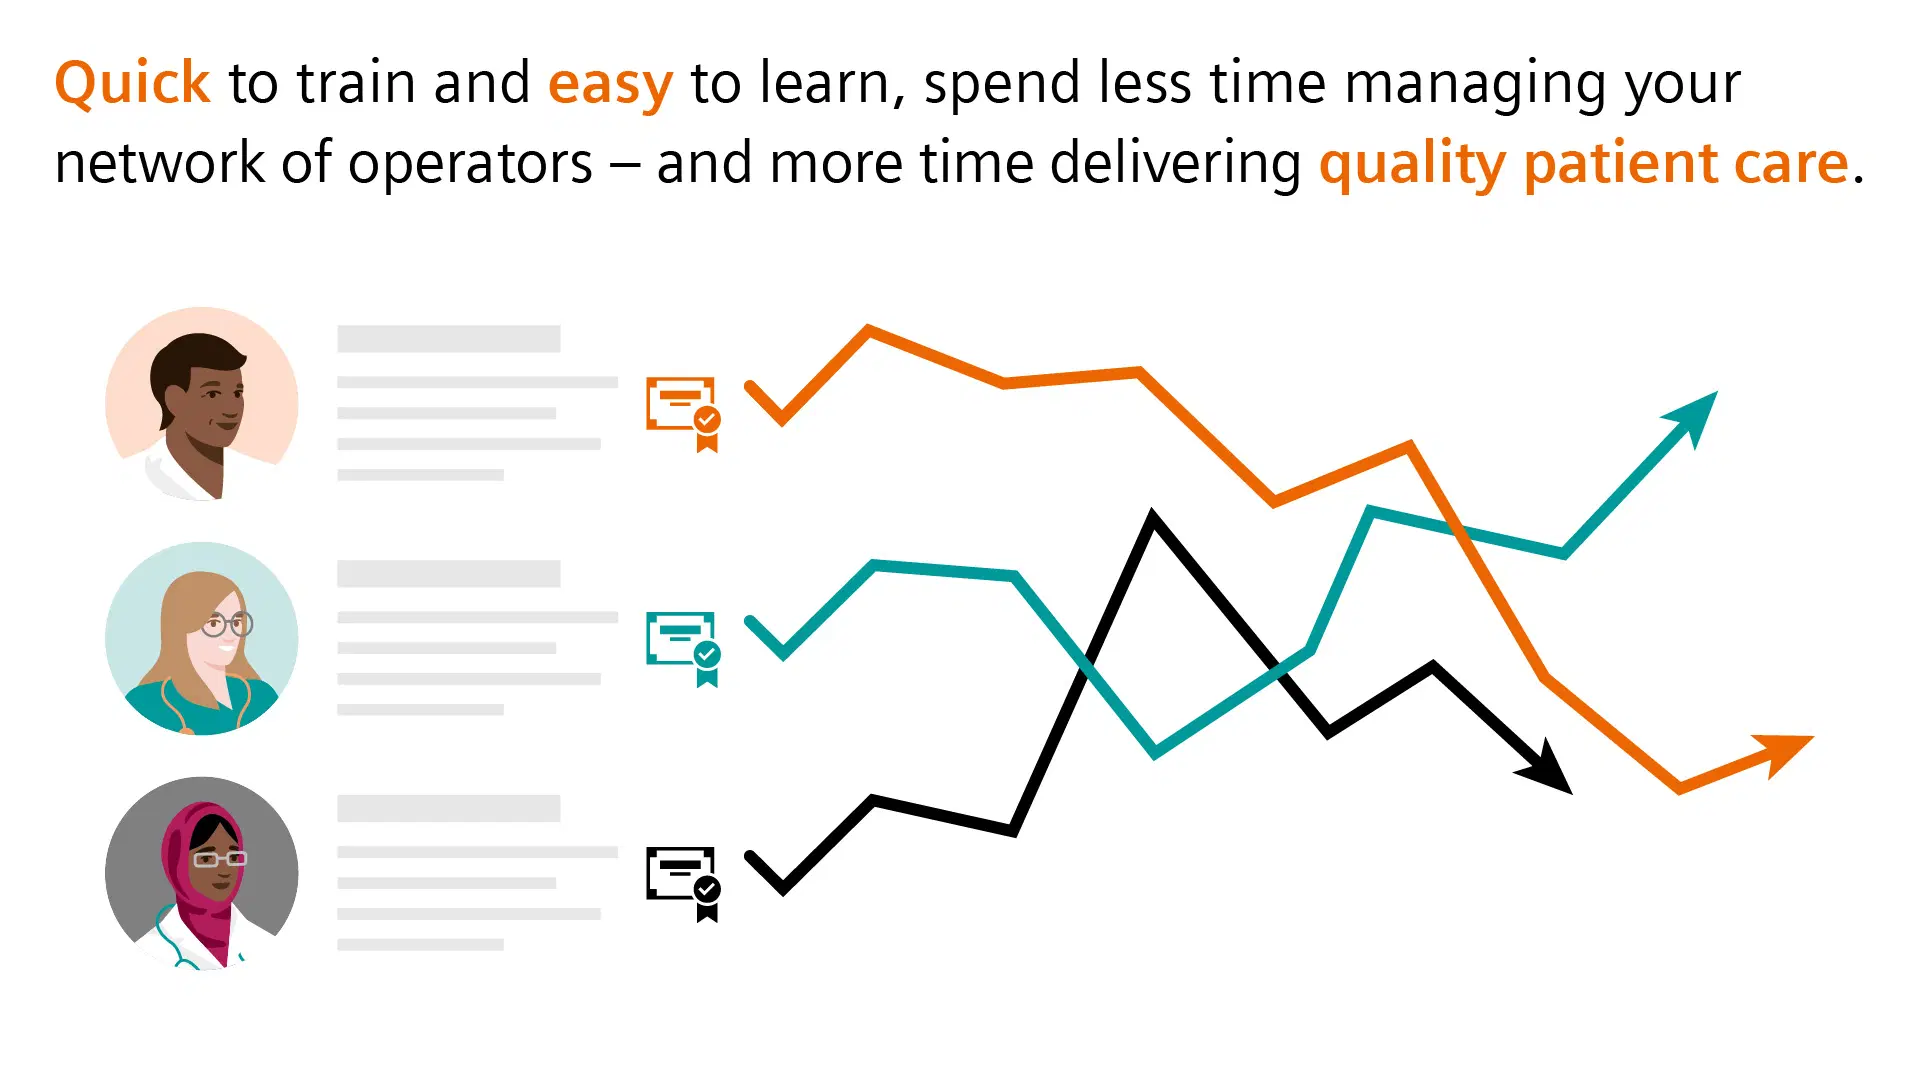 Quick to train and easy to learn, spend less time managing your
network of operators – and more time delivering quality patient care.